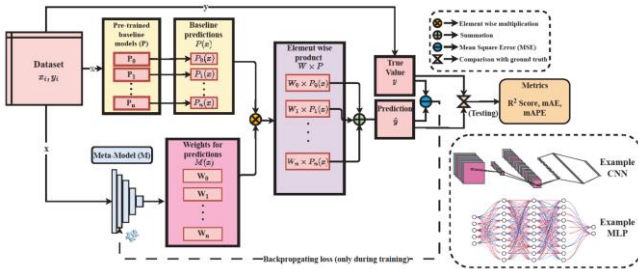 y
Pre-trained
baseline
models (P)
Baseline
predictions
P(x)
Element wise
product
W × P
True
Value
y
Element wise multiplication
Summation
Mean Square Error (MSE)
Comparison with ground truth
Dataset
x_i, y_i
x
P_0
P_1
P_n
P_0(x)
P_1(x)
P_n(x)
W_0 × P_0(x)
W_1 × P_1(x)
W_n × P_n(x)
Prediction
ŷ
(Testing)
Metrics
R² Score, mAE,
mAPE
x
Meta-Model (M)
Weights for
predictions
M(x)
W_0
W_1
W_n
Example
CNN
Example
MLP
Backpropgating loss (only during training)